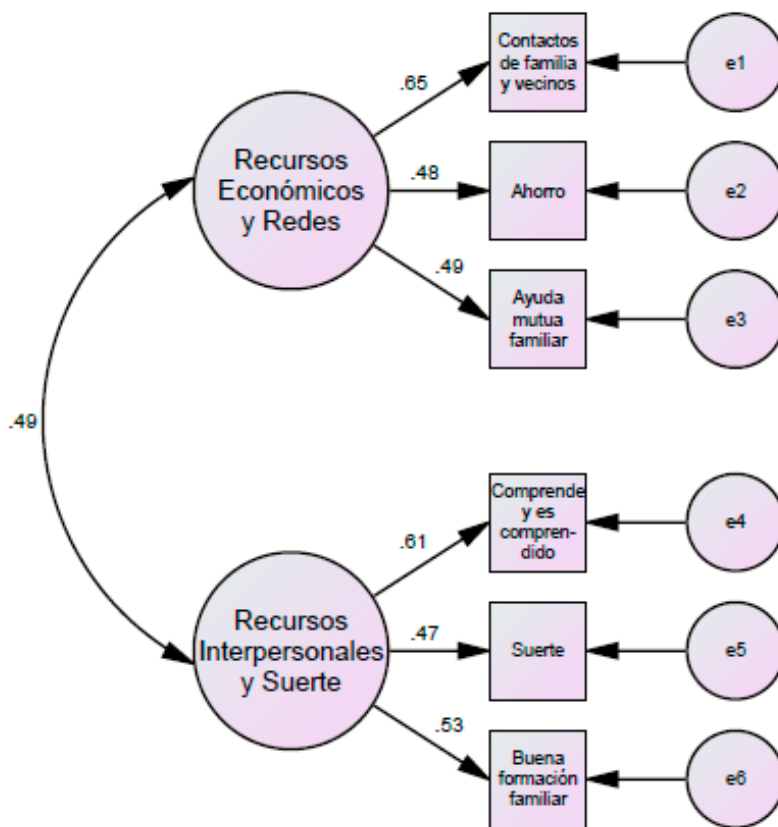 Contactos
de familia
y vecinos
e1
.65
Recursos
Económicos
y Redes
.48
Ahorro
e2
.49
Ayuda
mutua
familiar
e3
.49
Comprende
y es
compren-
dido
e4
.61
Recursos
Interpersonales
y Suerte
.47
Suerte
e5
.53
Buena
formación
familiar
e6